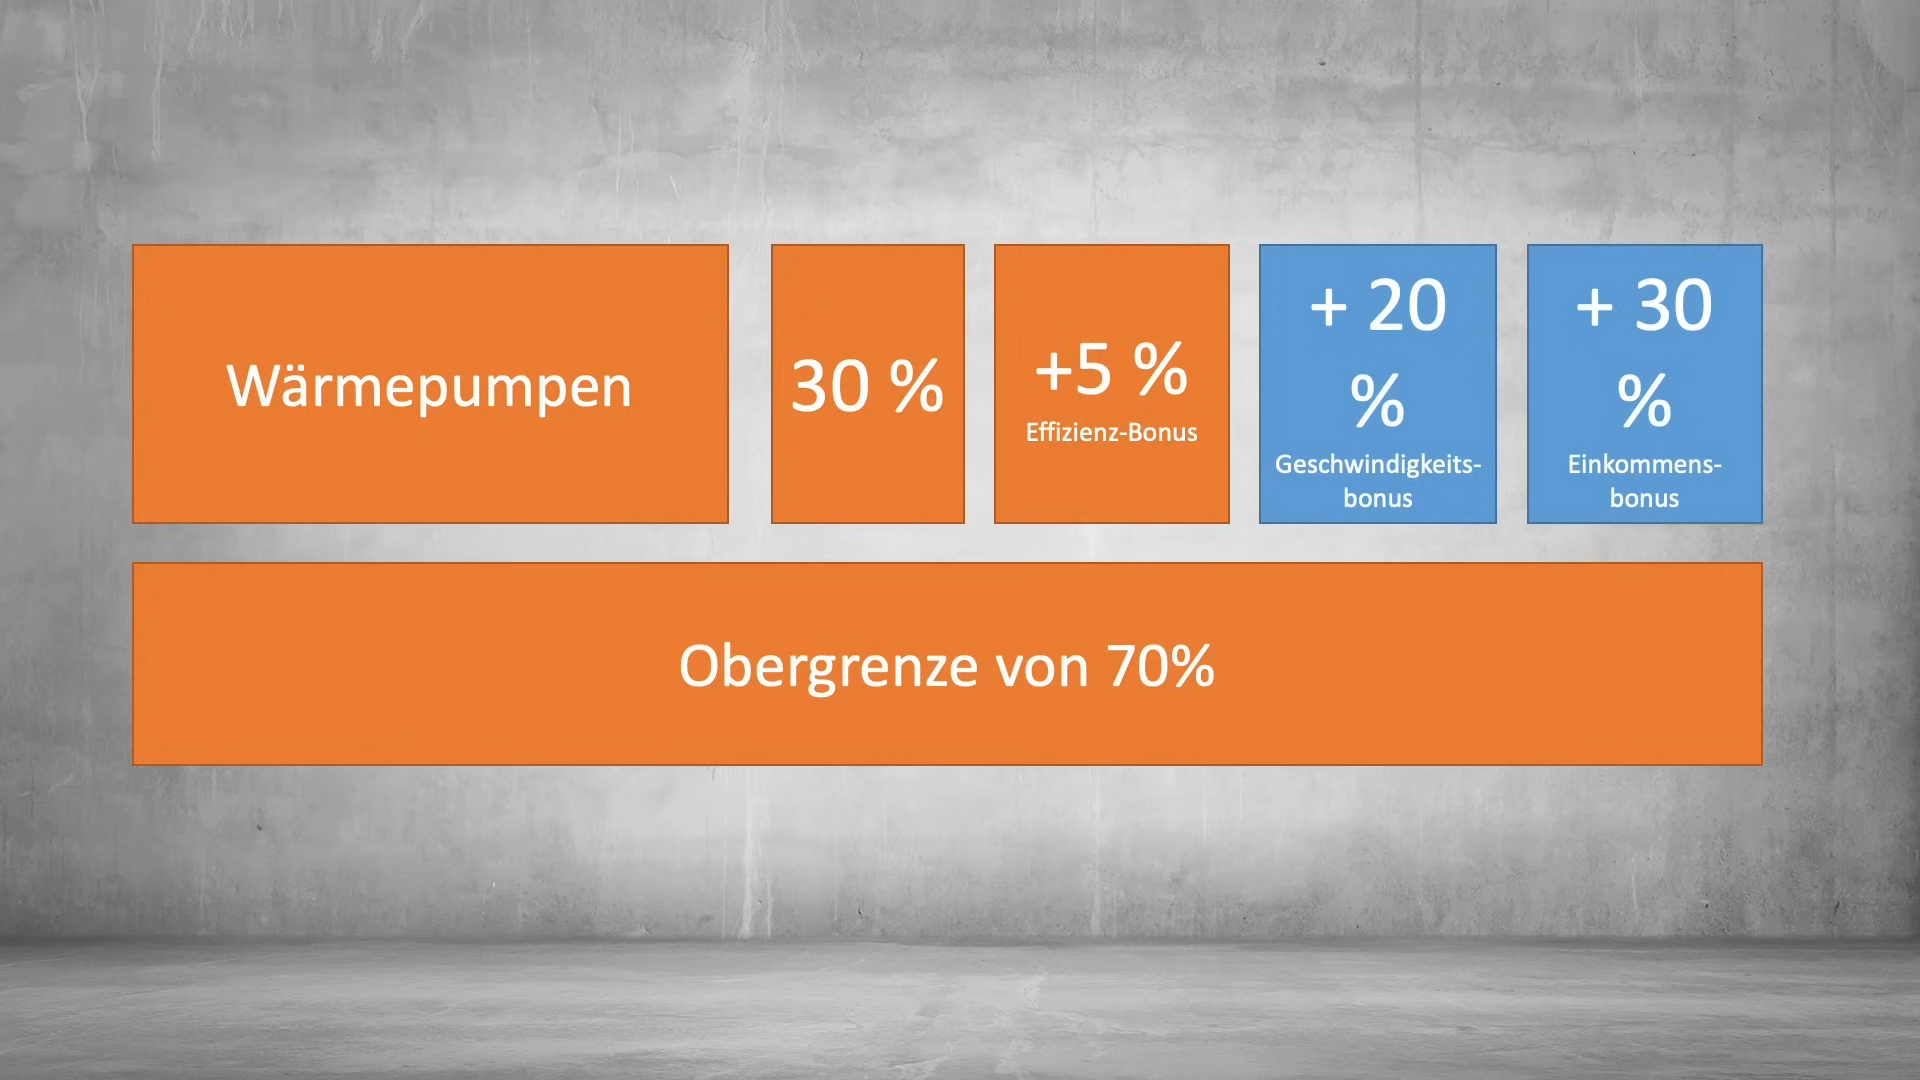 Wärmepumpen
30 %
+5 %
Effizienz-Bonus
+ 20
%
Geschwindigkeits-
bonus
+ 30
%
Einkommens-
bonus
Obergrenze von 70%